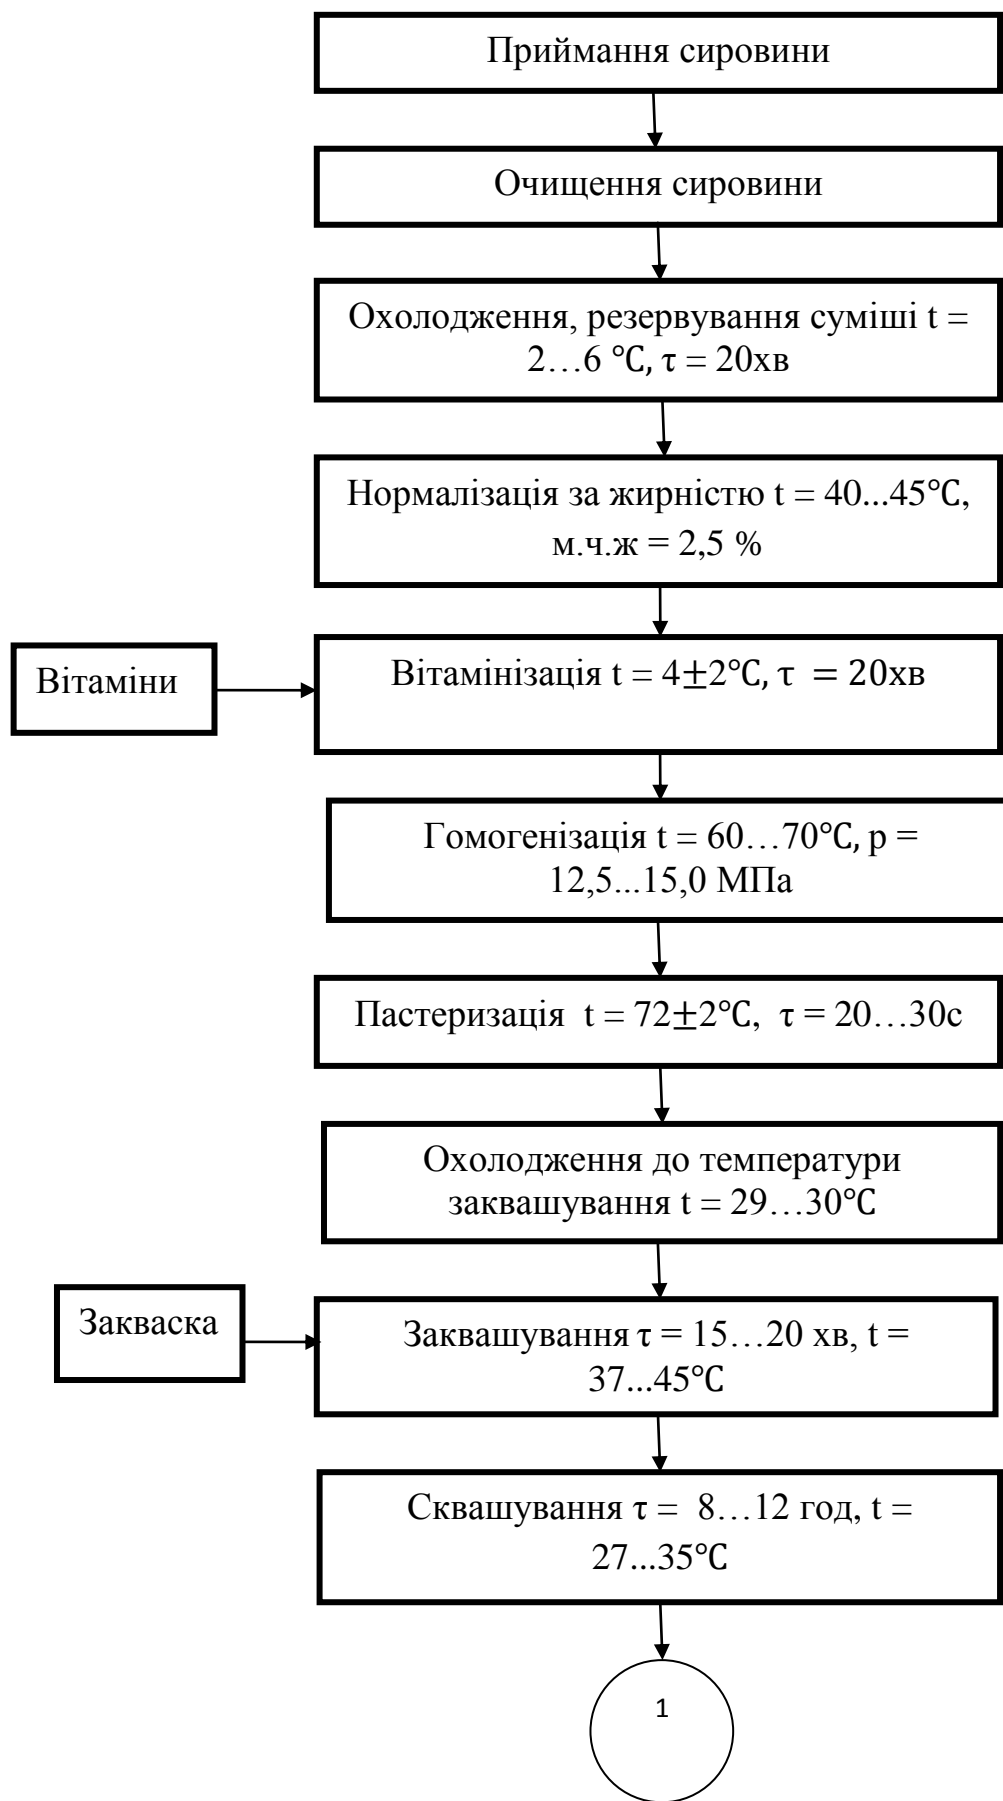 Приймання сировини
Очищення сировини
Охолодження, резервування суміші t =
2…6 ℃, τ = 20хв
Нормалізація за жирністю t = 40...45℃,
м.ч.ж = 2,5 %
Вітаміни
Вітамінізація t = 4±2℃, τ = 20хв
Гомогенізація t = 60…70℃, р =
12,5...15,0 МПа
Пастеризація t = 72±2℃, τ = 20…30с
Охолодження до температури
заквашування t = 29…30℃
Закваска
Заквашування τ = 15…20 хв, t =
37...45℃
Сквашування τ = 8…12 год, t =
27...35℃
1